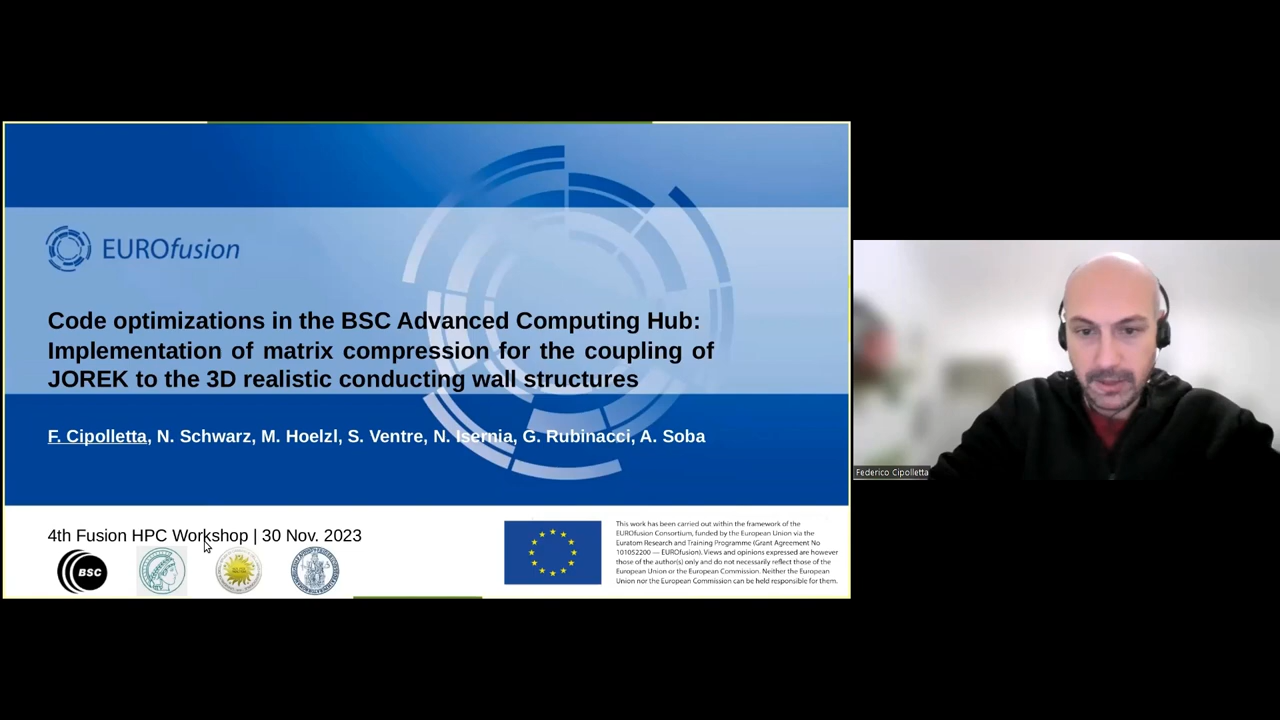 EUROfusion
Code optimizations in the BSC Advanced Computing Hub:
Implementation of matrix compression for the coupling of
JOREK to the 3D realistic conducting wall structures
F. Cipolletta, N. Schwarz, M. Hoelzl, S. Ventre, N. Isernia, G. Rubinacci, A. Soba
4th Fusion HPC Workshop | 30 Nov. 2023
BSC
This work has been carried out within the framework of the
EUROfusion Consortium, funded by the European Union via the
Euratom Research and Training Programme (Grant Agreement No
101052200 — EUROfusion). Views and opinions expressed are however
those of the author(s) only and do not necessarily reflect those of the
European Union or the European Commission. Neither the European
Union nor the European Commission can be held responsible for them.
Federico Cipolletta